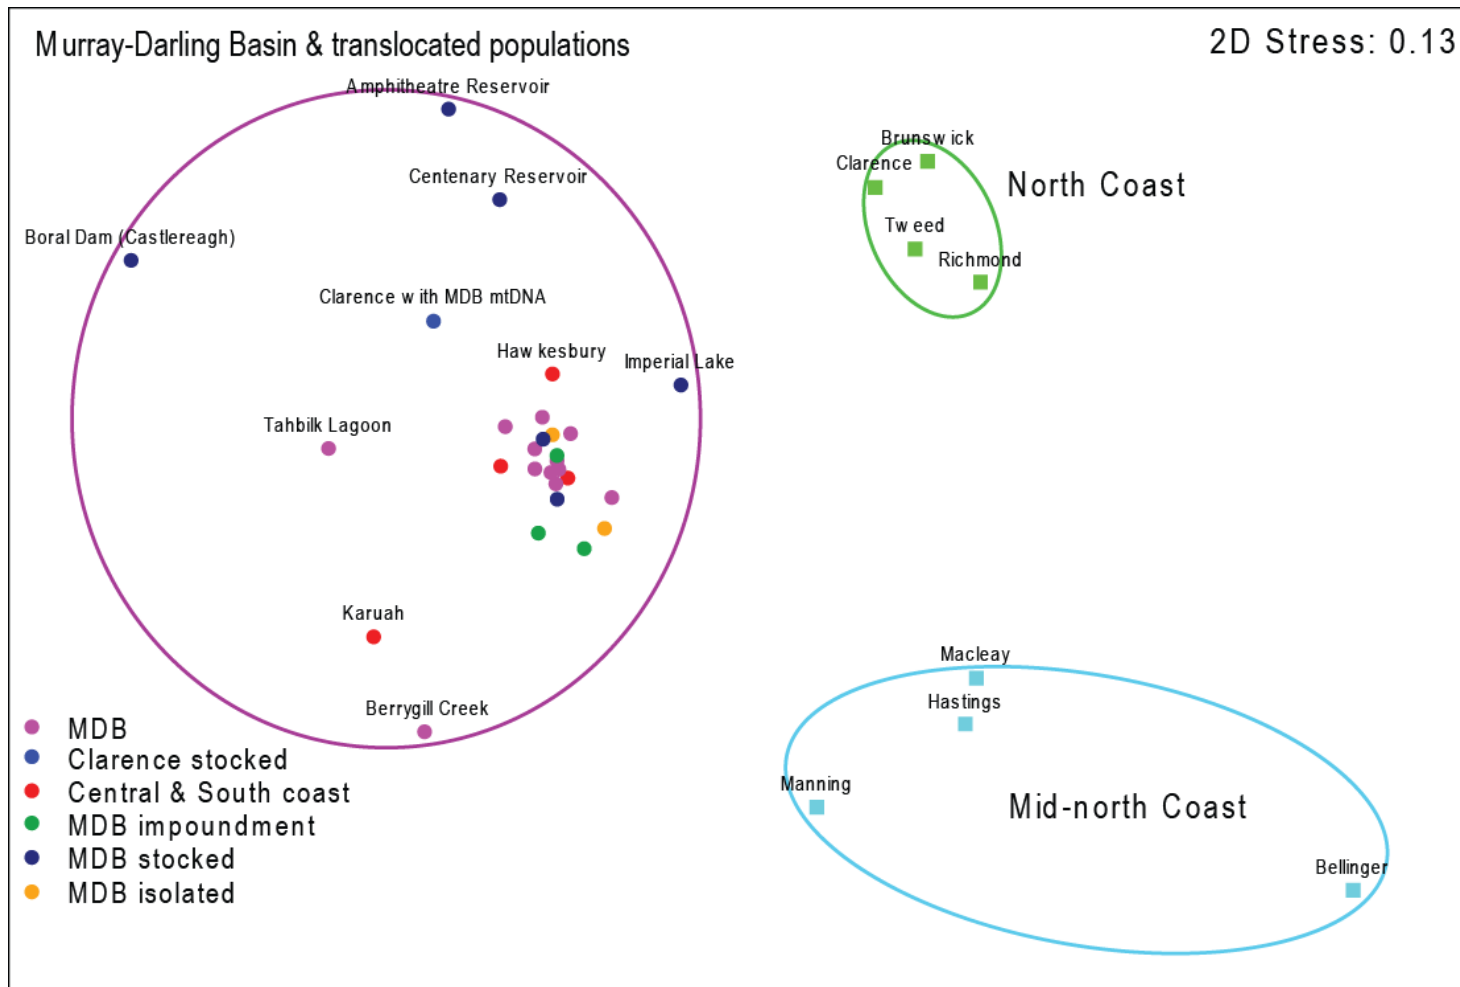 Murray-Darling Basin & translocated populations
2D Stress: 0.13
Amphitheatre Reservoir
Brunswick
Clarence
Centenary Reservoir
North Coast
Boral Dam (Castlereagh)
Tweed
Richmond
Clarence with MDB mtDNA
Hawkesbury
Imperial Lake
Tahbilk Lagoon
Karuah
Macleay
Hastings
Berrygill Creek
Manning
Mid-north Coast
Bellinger
MDB
Clarence stocked
Central & South coast
MDB impoundment
MDB stocked
MDB isolated